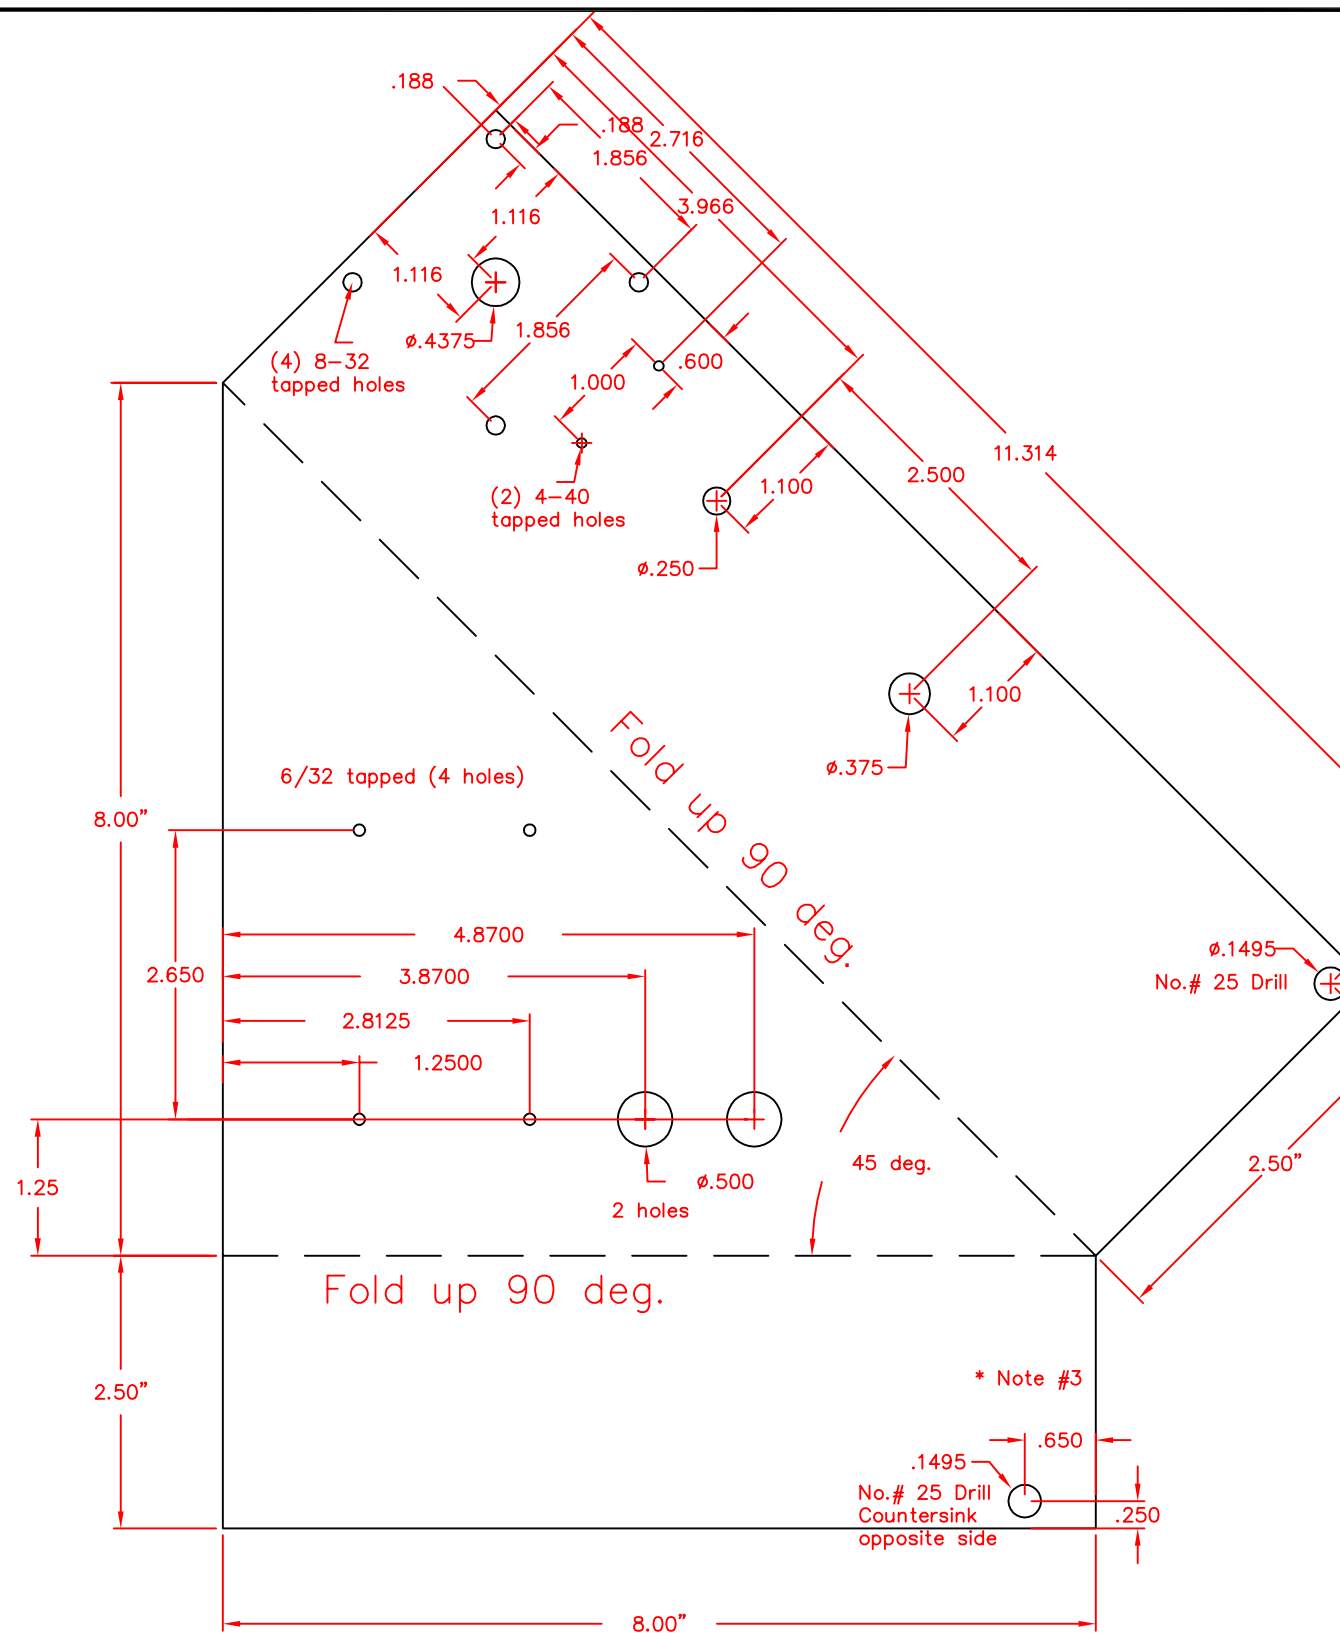 .188
.188
2.716
1.856
3.966
1.116
1.116
1.856
ø.4375
(4) 8-32
tapped holes
.600
1.000
11.314
2.500
1.100
(2) 4-40
tapped holes
ø.250
1.100
Fold up 90 deg.
ø.375
6/32 tapped (4 holes)
8.00"
4.8700
ø.1495
No.# 25 Drill
3.8700
2.650
2.8125
1.2500
45 deg.
2.50"
1.25
ø.500
2 holes
Fold up 90 deg.
* Note #3
2.50"
.650
.1495
No.# 25 Drill
Countersink
opposite side
.250
8.00"